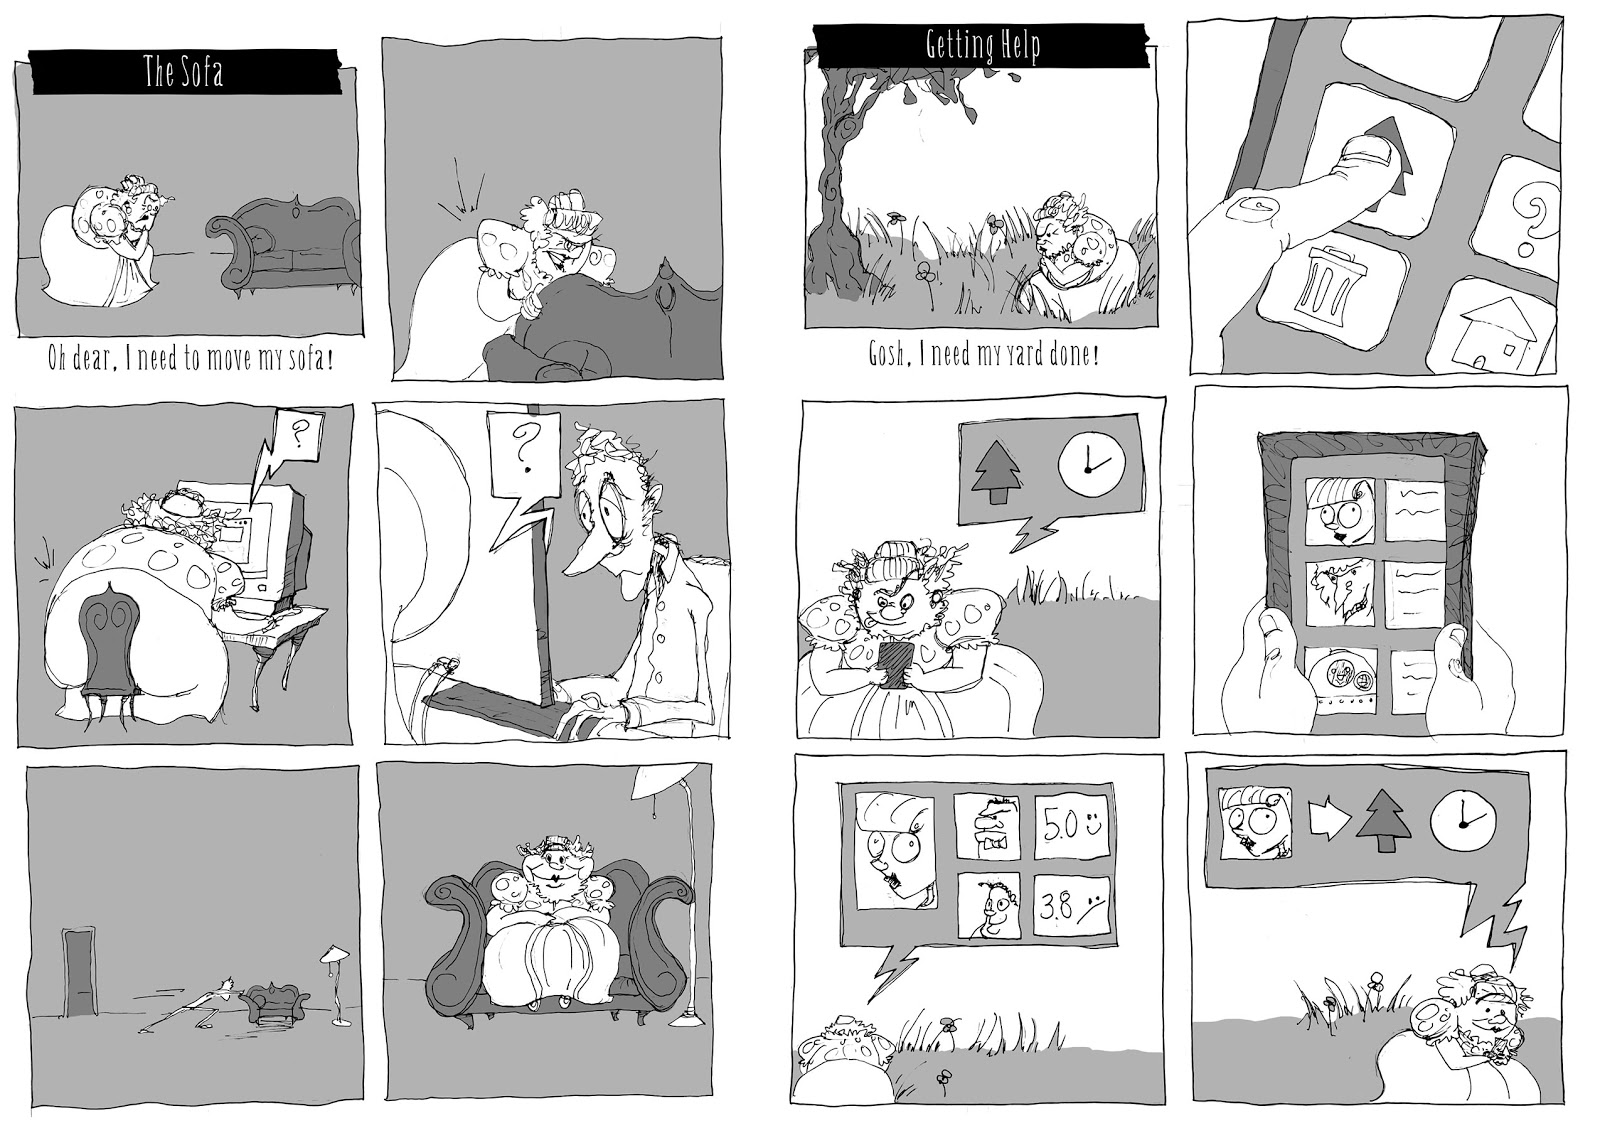 The Sofa
Oh dear, I need to move my sofa!
?
?
Getting Help
Gosh, I need my yard done!
?
5.0
3.8